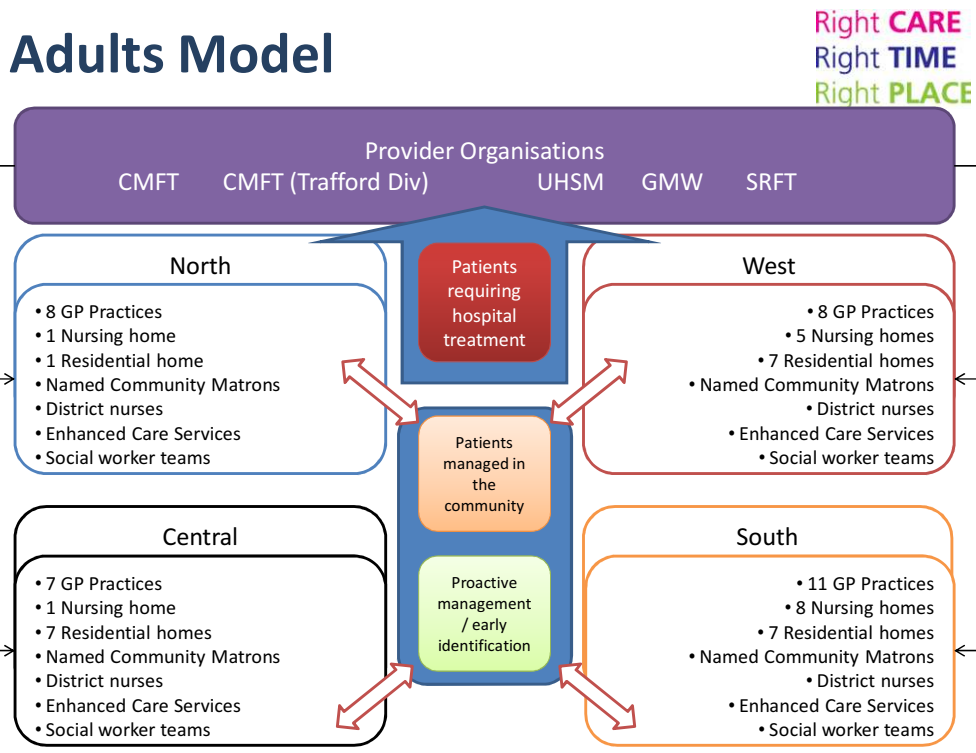 Adults Model
Right CARE
Right TIME
Right PLACE
Provider Organisations
CMFT CMFT (Trafford Div) UHSM GMW SRFT
North
• 8 GP Practices
• 1 Nursing home
• 1 Residential home
• Named Community Matrons
• District nurses
• Enhanced Care Services
• Social worker teams
Patients
requiring
hospital
treatment
West
• 8 GP Practices
• 5 Nursing homes
• 7 Residential homes
• Named Community Matrons
• District nurses
• Enhanced Care Services
• Social worker teams
Patients
managed in
the
community
Central
• 7 GP Practices
• 1 Nursing home
• 7 Residential homes
• Named Community Matrons
• District nurses
• Enhanced Care Services
• Social worker teams
Proactive
management
/ early
identification
South
• 11 GP Practices
• 8 Nursing homes
• 7 Residential homes
• Named Community Matrons
• District nurses
• Enhanced Care Services
• Social worker teams